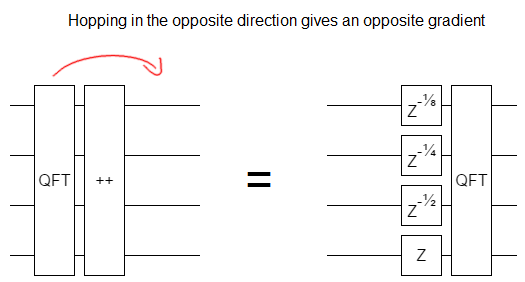 Hopping in the opposite direction gives an opposite gradient
QFT ++ = Z^-⅛
Z^-¼
Z^-½
Z
QFT